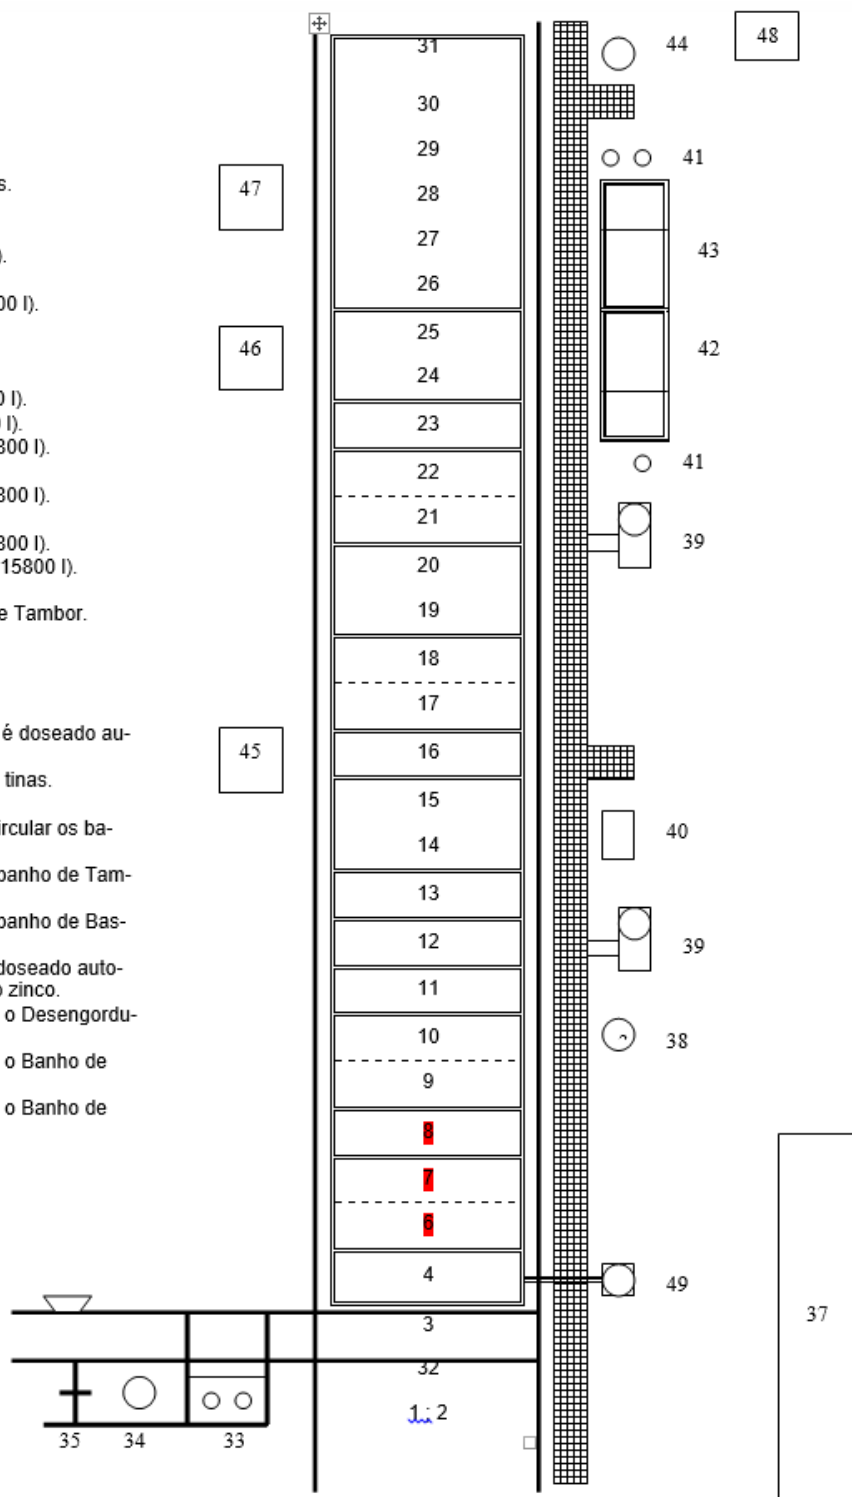 31
44
48
30
29
41
s.
47
28
27
43
).
26
00 l).
25
46
42
24
0 l).
23
l).
300 l).
22
41
300 l).
21
39
300 l).
20
15800 l).
19
e Tambor.
18
17
é doseado au-
45
16
tinas.
15
ircular os ba-
40
14
banho de Tam-
13
banho de Bas-
12
39
doseado auto-
11
o zinco.
o Desengordu-
10
38
o Banho de
9
o Banho de
8
7
6
4
49
37
3
32
1 ; 2
35
34
33